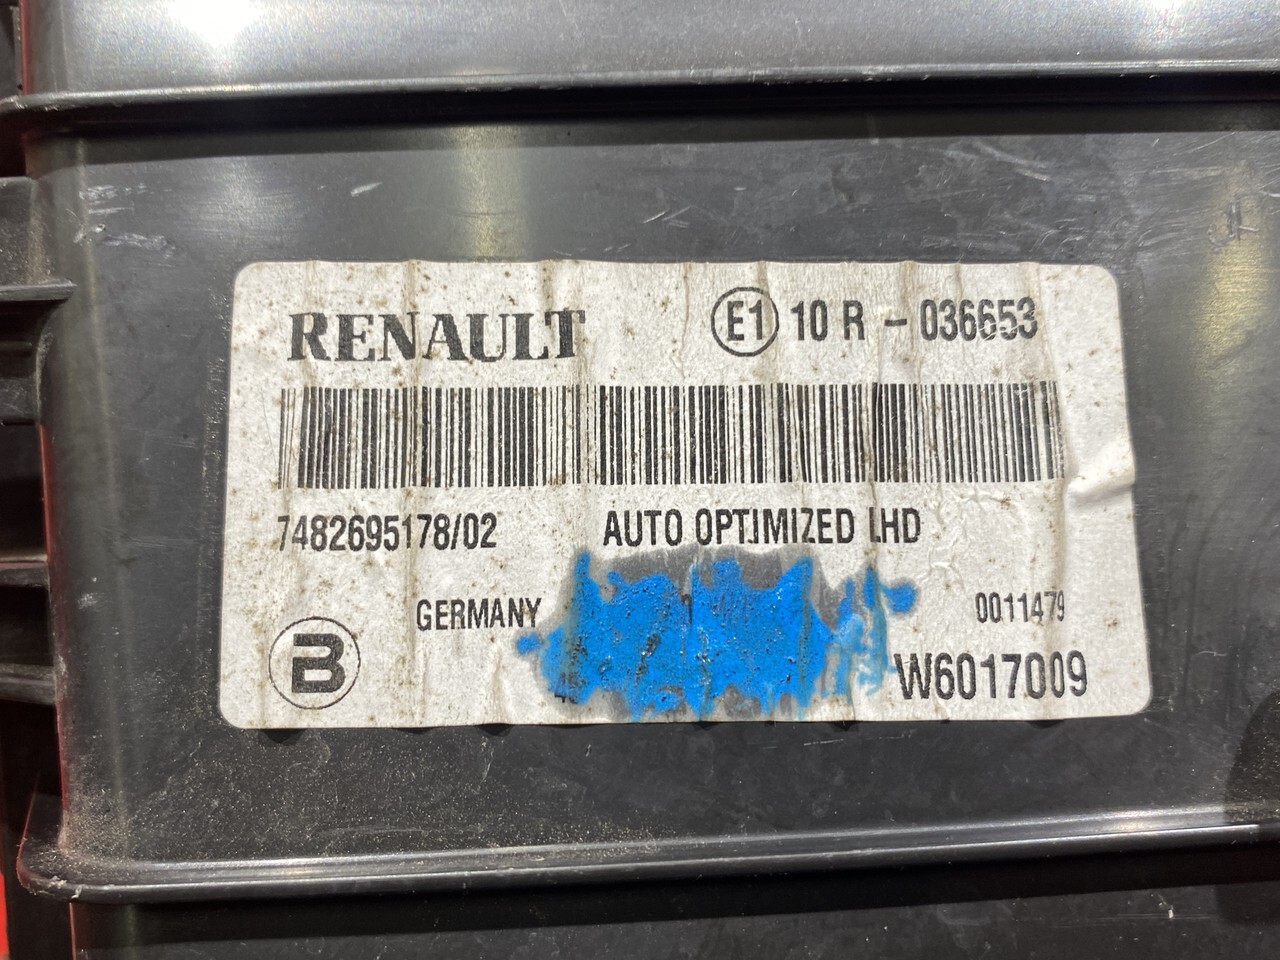 RENAULT E1 10 R - 036653
7482695178/02 AUTO OPTIMIZED LHD
GERMANY 0011479
B W6017009